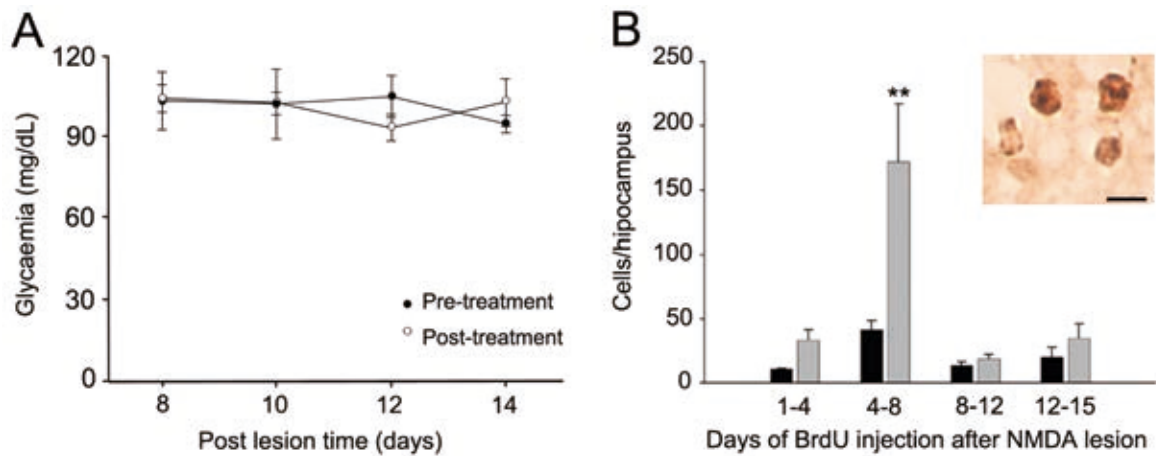 A
120
90
60
30
0
Glycaemia (mg/dL)
Pre-treatment
Post-treatment
8 10 12 14
Post lesion time (days)
B
250
200
150
100
50
0
Cells/hipocampus
**
1-4 4-8 8-12 12-15
Days of BrdU injection after NMDA lesion